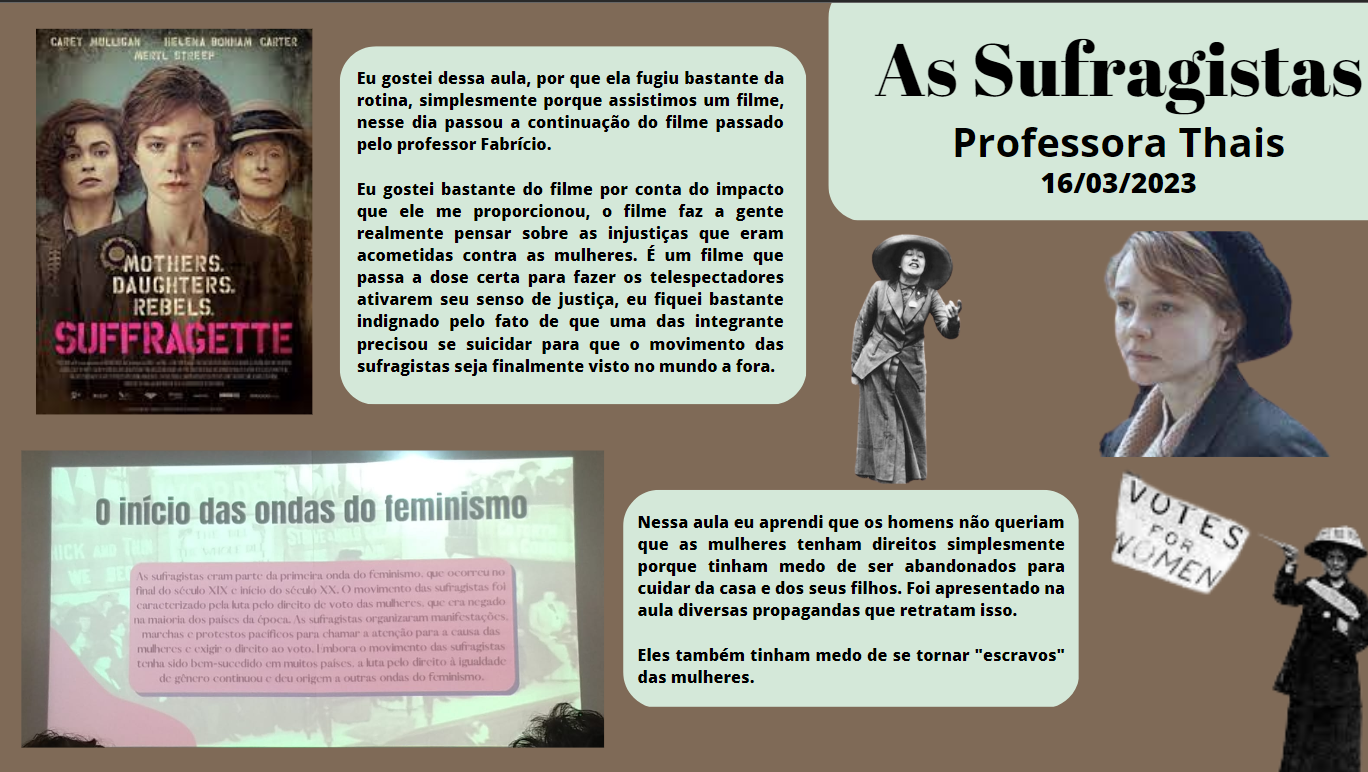 CAREY MULLIGAN HELENA BONHAM CARTER
MERYL STREEP
MOTHERS.
DAUGHTERS.
REBELS.
SUFFRAGETTE
Eu gostei dessa aula, por que ela fugiu bastante da
rotina, simplesmente porque assistimos um filme,
nesse dia passou a continuação do filme passado
pelo professor Fabrício.
Eu gostei bastante do filme por conta do impacto
que ele me proporcionou, o filme faz a gente
realmente pensar sobre as injustiças que eram
acometidas contra as mulheres. É um filme que
passa a dose certa para fazer os telespectadores
ativarem seu senso de justiça, eu fiquei bastante
indignado pelo fato de que uma das integrante
precisou se suicidar para que o movimento das
sufragistas seja finalmente visto no mundo a fora.
As Sufragistas
Professora Thais
16/03/2023
O início das ondas do feminismo
As sufragistas eram parte da primeira onda do feminismo, que ocorreu no
final do século XIX e início do século XX. O movimento das sufragistas foi
caracterizado pela luta pelo direito de voto das mulheres, que era negado
na maioria dos países da época. As sufragistas organizaram manifestações,
marchas e protestos pacíficos para chamar a atenção para a causa das
mulheres e exigir o direito ao voto. Embora o movimento das sufragistas
tenha sido bem-sucedido em muitos países, a luta pelo direito à igualdade
de gênero continuou e deu origem a outras ondas do feminismo.
Nessa aula eu aprendi que os homens não queriam
que as mulheres tenham direitos simplesmente
porque tinham medo de ser abandonados para
cuidar da casa e dos seus filhos. Foi apresentado na
aula diversas propagandas que retratam isso.
Eles também tinham medo de se tornar "escravos"
das mulheres.
VOTES
FOR
WOMEN